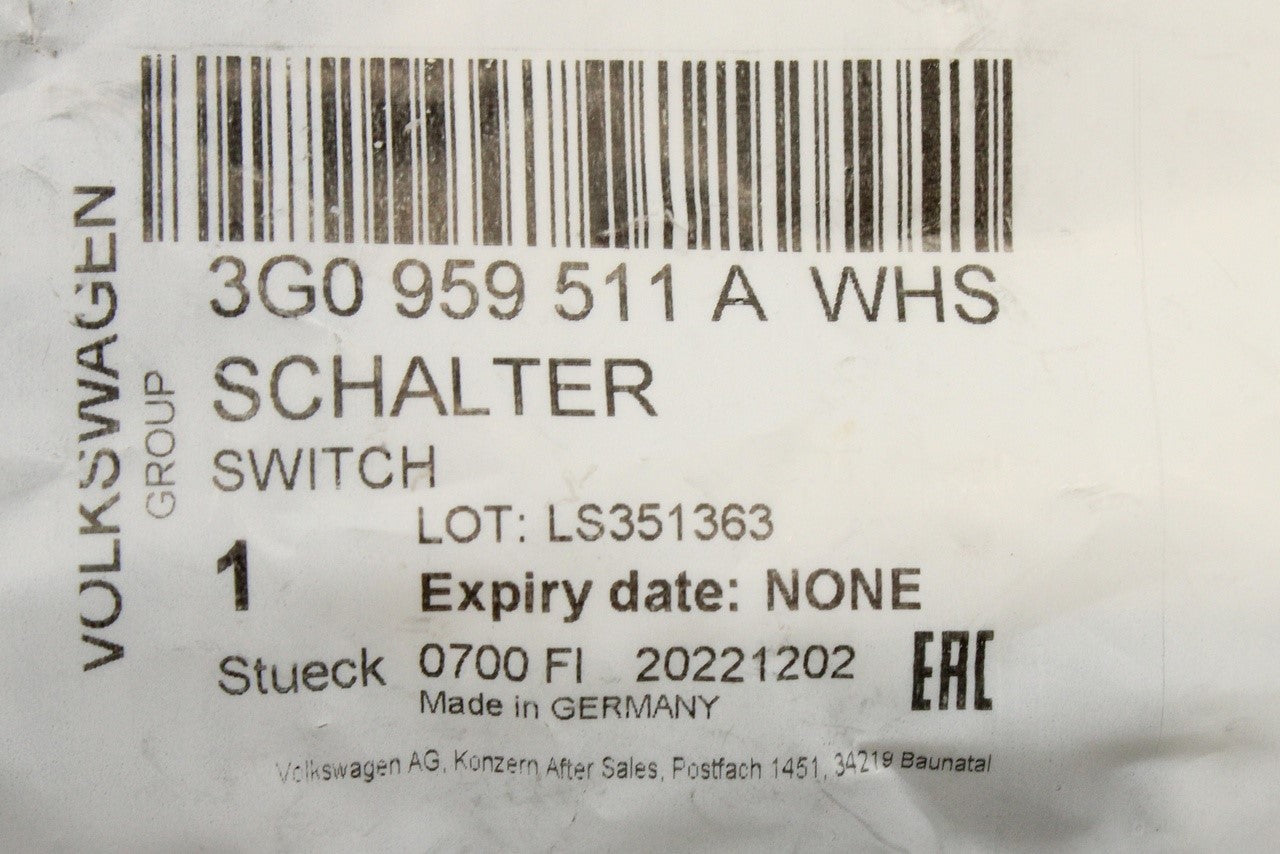 VOLKSWAGEN
GROUP
3G0 959 511 A WHS
SCHALTER
SWITCH
LOT: LS351363
1
Expiry date: NONE
Stueck 0700 FI 20221202 EAC
Made in GERMANY
Volkswagen AG, Konzern After Sales, Postfach 1451, 34219 Baunatal